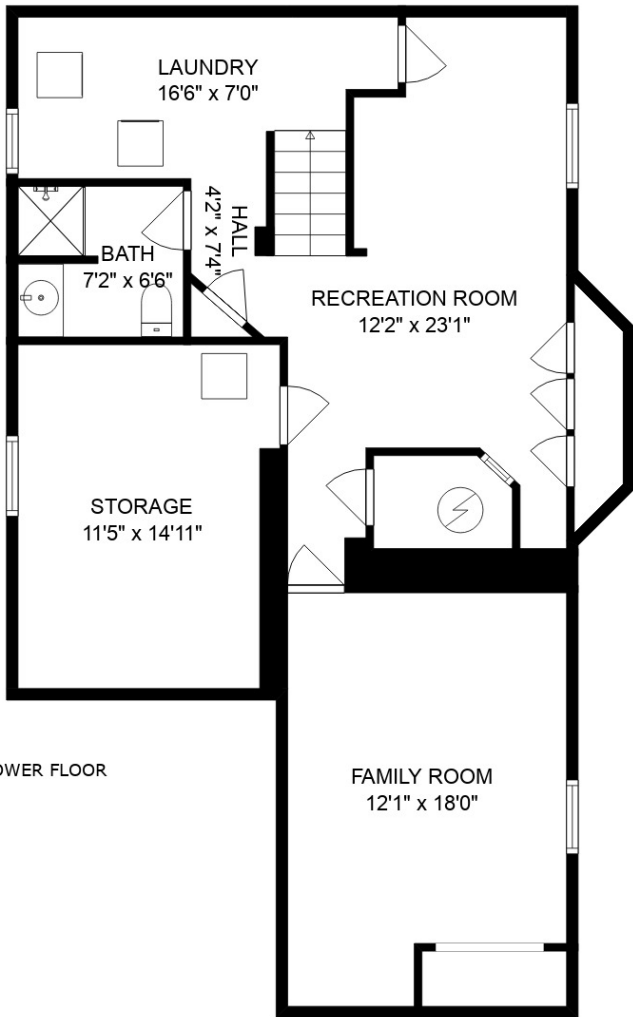 LAUNDRY
16'6" x 7'0"
HALL
4'2" x 7'4"
BATH
7'2" x 6'6"
RECREATION ROOM
12'2" x 23'1"
STORAGE
11'5" x 14'11"
OWER FLOOR
FAMILY ROOM
12'1" x 18'0"